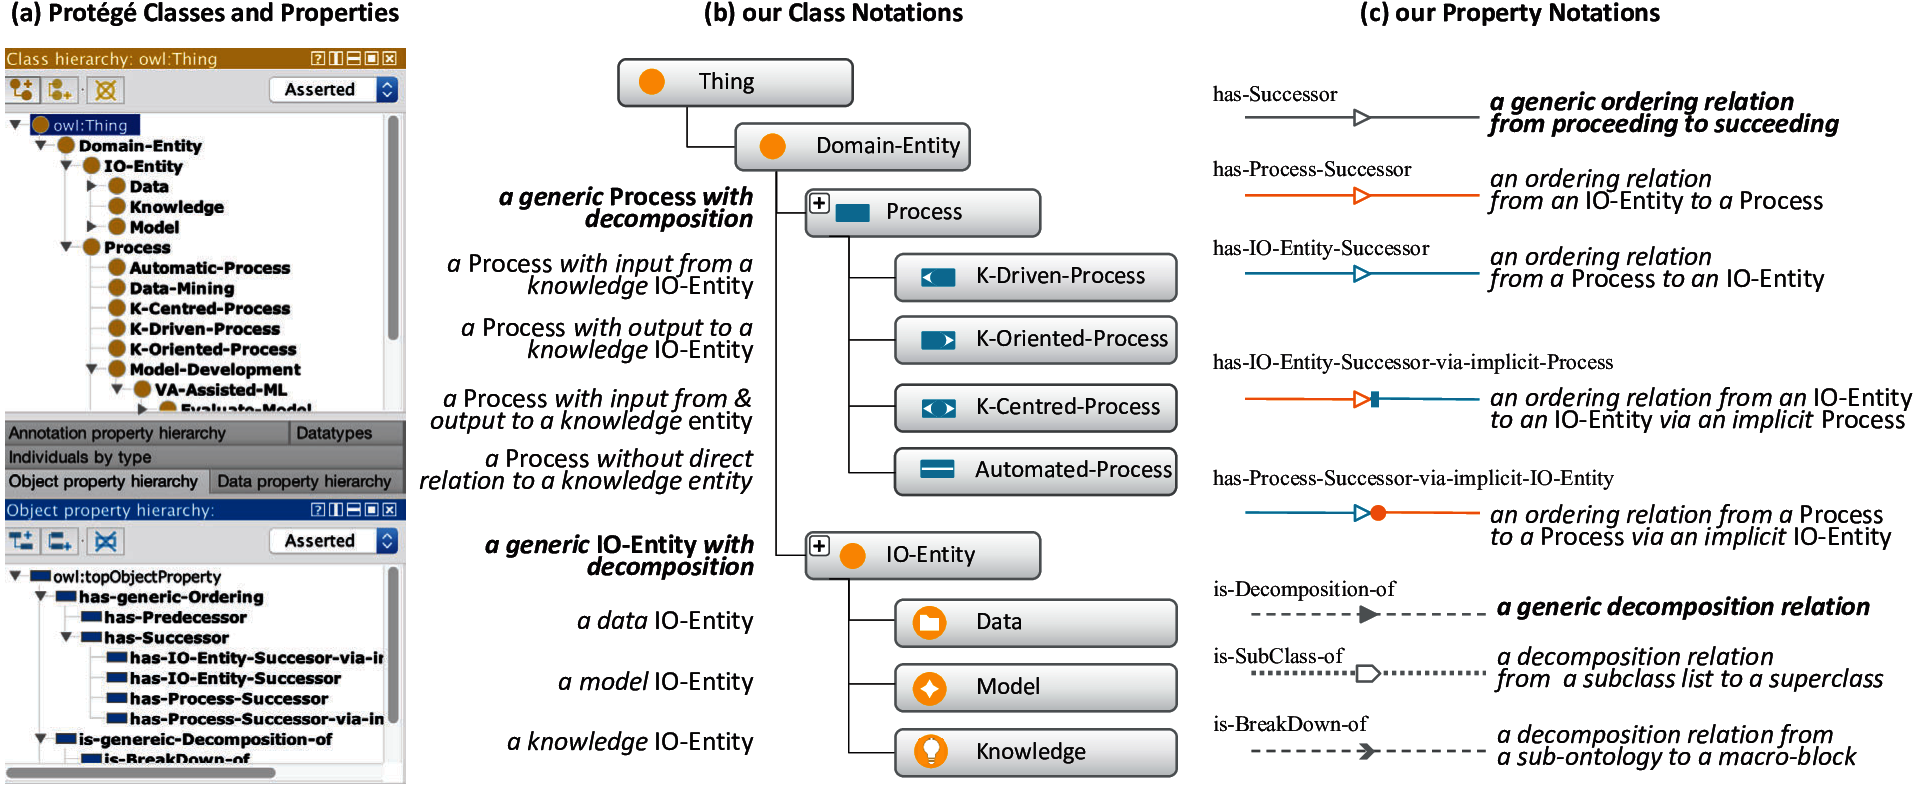 (a) Protégé Classes and Properties
Class hierarchy: owl:Thing
Asserted
owl:Thing
Domain-Entity
IO-Entity
Data
Knowledge
Model
Process
Automatic-Process
Data-Mining
K-Centred-Process
K-Driven-Process
K-Oriented-Process
Model-Development
VA-Assisted-ML
Evaluate-Model
Annotation property hierarchy
Datatypes
Individuals by type
Object property hierarchy
Data property hierarchy
Object property hierarchy:
Asserted
owl:topObjectProperty
has-generic-Ordering
has-Predecessor
has-Successor
has-IO-Entity-Succesor-via-ir
has-IO-Entity-Successor
has-Process-Successor
has-Process-Successor-via-in
is-genereic-Decomposition-of
is-BreakDown-of
(b) our Class Notations
Thing
Domain-Entity
a generic Process with
decomposition
Process
a Process with input from a
knowledge IO-Entity
K-Driven-Process
a Process with output to a
knowledge IO-Entity
K-Oriented-Process
a Process with input from &
output to a knowledge entity
K-Centred-Process
a Process without direct
relation to a knowledge entity
Automated-Process
a generic IO-Entity with
decomposition
IO-Entity
a data IO-Entity
Data
a model IO-Entity
Model
a knowledge IO-Entity
Knowledge
(c) our Property Notations
has-Successor
a generic ordering relation
from proceeding to succeeding
has-Process-Successor
an ordering relation
from an IO-Entity to a Process
has-IO-Entity-Successor
an ordering relation
from a Process to an IO-Entity
has-IO-Entity-Successor-via-implicit-Process
an ordering relation from an IO-Entity
to an IO-Entity via an implicit Process
has-Process-Successor-via-implicit-IO-Entity
an ordering relation from a Process
to a Process via an implicit IO-Entity
is-Decomposition-of
a generic decomposition relation
is-SubClass-of
a decomposition relation
from a subclass list to a superclass
is-BreakDown-of
a decomposition relation from
a sub-ontology to a macro-block